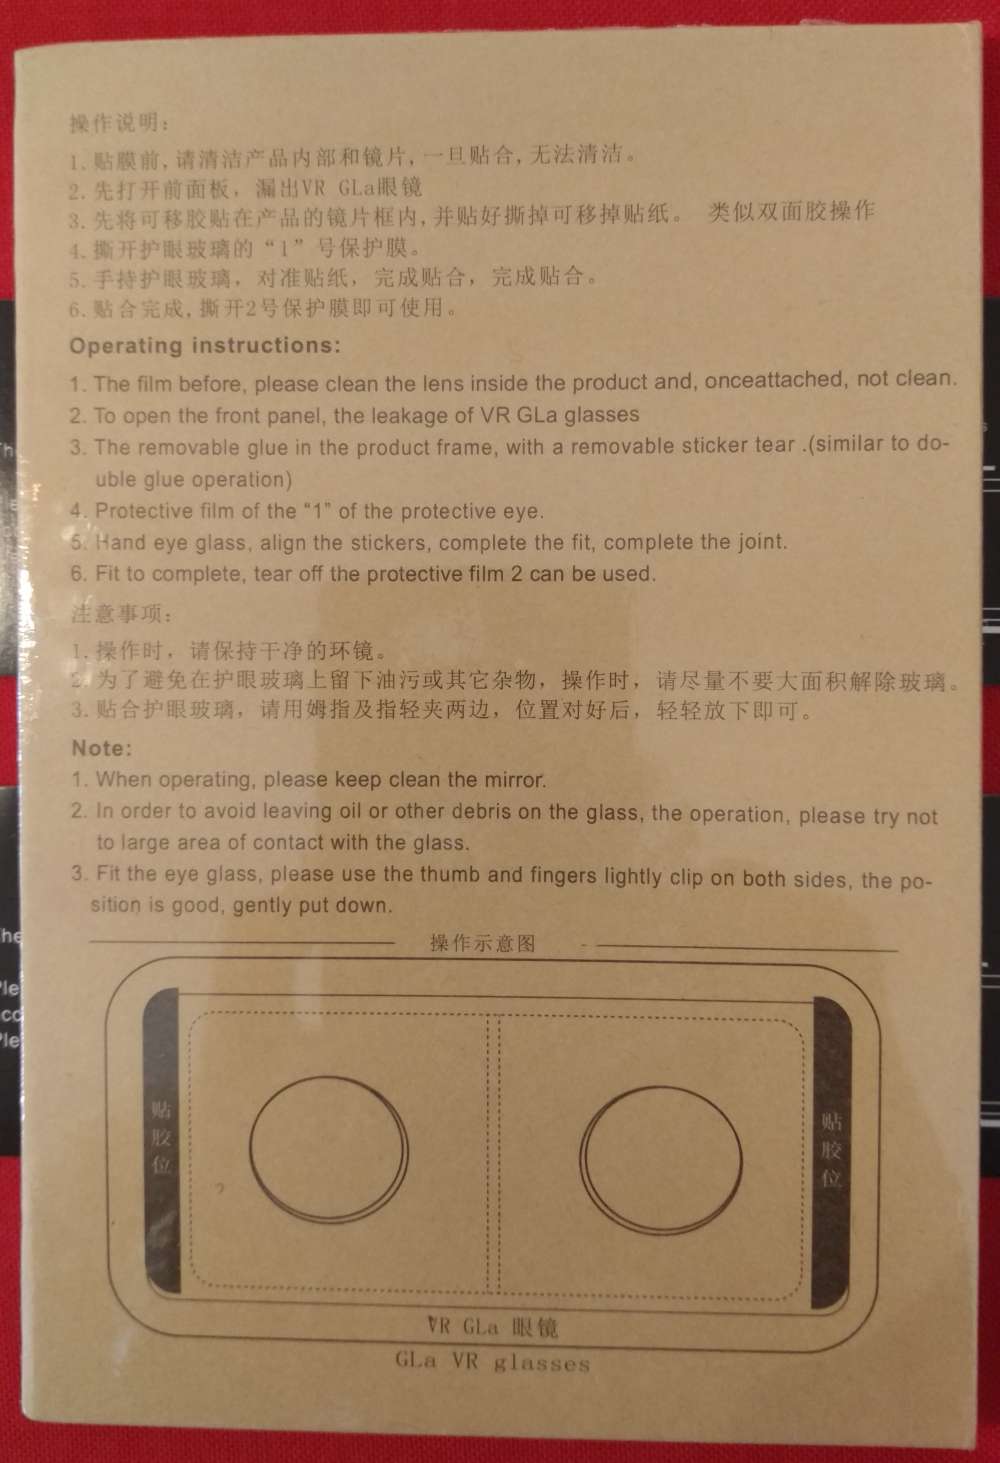 操作说明：
1. 贴膜前，请清洁产品内部和镜片，一旦贴合，无法清洁。
2. 先打开前面板，漏出VR GLa眼镜
3. 先将可移胶贴在产品的镜片框内，并贴好撕掉可移掉贴纸。 类似双面胶操作
4. 撕开护眼玻璃的“1”号保护膜。
5. 手持护眼玻璃，对准贴纸，完成贴合，完成贴合。
6. 贴合完成，撕开2号保护膜即可使用。
Operating instructions:
1. The film before, please clean the lens inside the product and, onceattached, not clean.
2. To open the front panel, the leakage of VR GLa glasses
3. The removable glue in the product frame, with a removable sticker tear .(similar to do-
uble glue operation)
4. Protective film of the “1” of the protective eye.
5. Hand eye glass, align the stickers, complete the fit, complete the joint.
6. Fit to complete, tear off the protective film 2 can be used.
注意事项：
1. 操作时，请保持干净的环镜。
2. 为了避免在护眼玻璃上留下油污或其它杂物，操作时，请尽量不要大面积解除玻璃。
3. 贴合护眼玻璃，请用姆指及指轻夹两边，位置对好后，轻轻放下即可。
Note:
1. When operating, please keep clean the mirror.
2. In order to avoid leaving oil or other debris on the glass, the operation, please try not
to large area of contact with the glass.
3. Fit the eye glass, please use the thumb and fingers lightly clip on both sides, the po-
sition is good, gently put down.
操作示意图
贴胶位
贴胶位
VR GLa 眼镜
GLa VR glasses